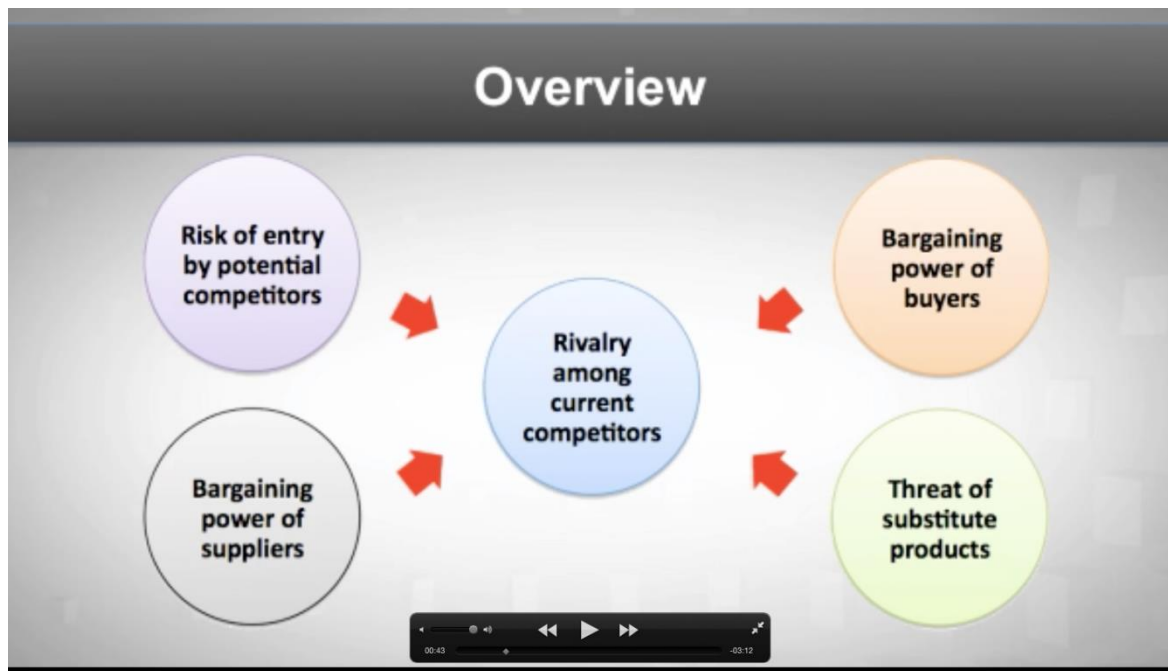 Overview
Risk of entry
by potential
competitors
Bargaining
power of
suppliers
Rivalry
among
current
competitors
Bargaining
power of
buyers
Threat of
substitute
products
00:43
-03:12